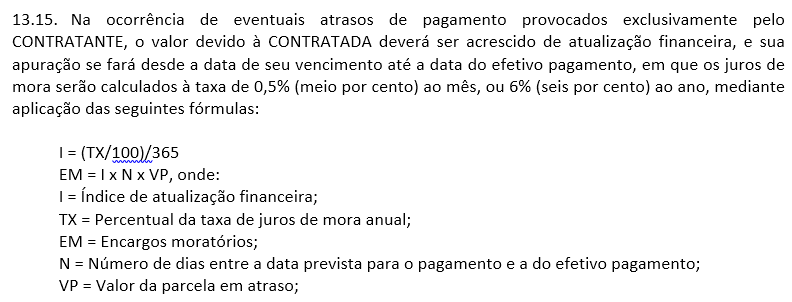 13.15. Na ocorrência de eventuais atrasos de pagamento provocados exclusivamente pelo
CONTRATANTE, o valor devido à CONTRATADA deverá ser acrescido de atualização financeira, e sua
apuração se fará desde a data de seu vencimento até a data do efetivo pagamento, em que os juros de
mora serão calculados à taxa de 0,5% (meio por cento) ao mês, ou 6% (seis por cento) ao ano, mediante
aplicação das seguintes fórmulas:
I = (TX/100)/365
EM = I x N x VP, onde:
I = Índice de atualização financeira;
TX = Percentual da taxa de juros de mora anual;
EM = Encargos moratórios;
N = Número de dias entre a data prevista para o pagamento e a do efetivo pagamento;
VP = Valor da parcela em atraso;